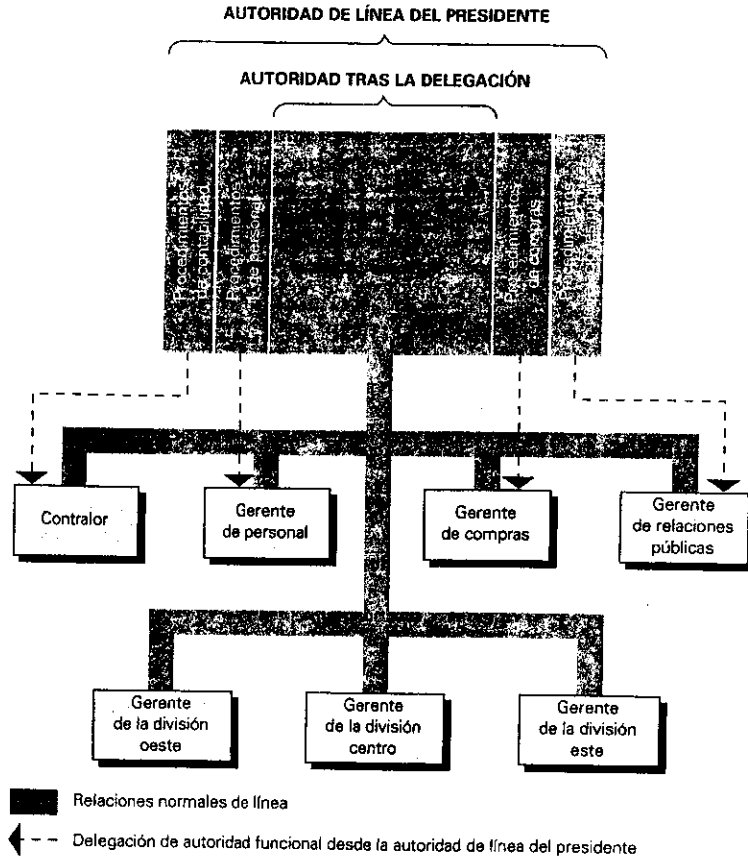 AUTORIDAD DE LÍNEA DEL PRESIDENTE
AUTORIDAD TRAS LA DELEGACIÓN
Procedimientos
de contabilidad
Procedimientos
de personal
Procedimientos
de compras
Procedimientos
Contralor
Gerente
de personal
Gerente
de compras
Gerente
de relaciones
públicas
Gerente
de la división
oeste
Gerente
de la división
centro
Gerente
de la división
este
Relaciones normales de línea
Delegación de autoridad funcional desde la autoridad de línea del presidente